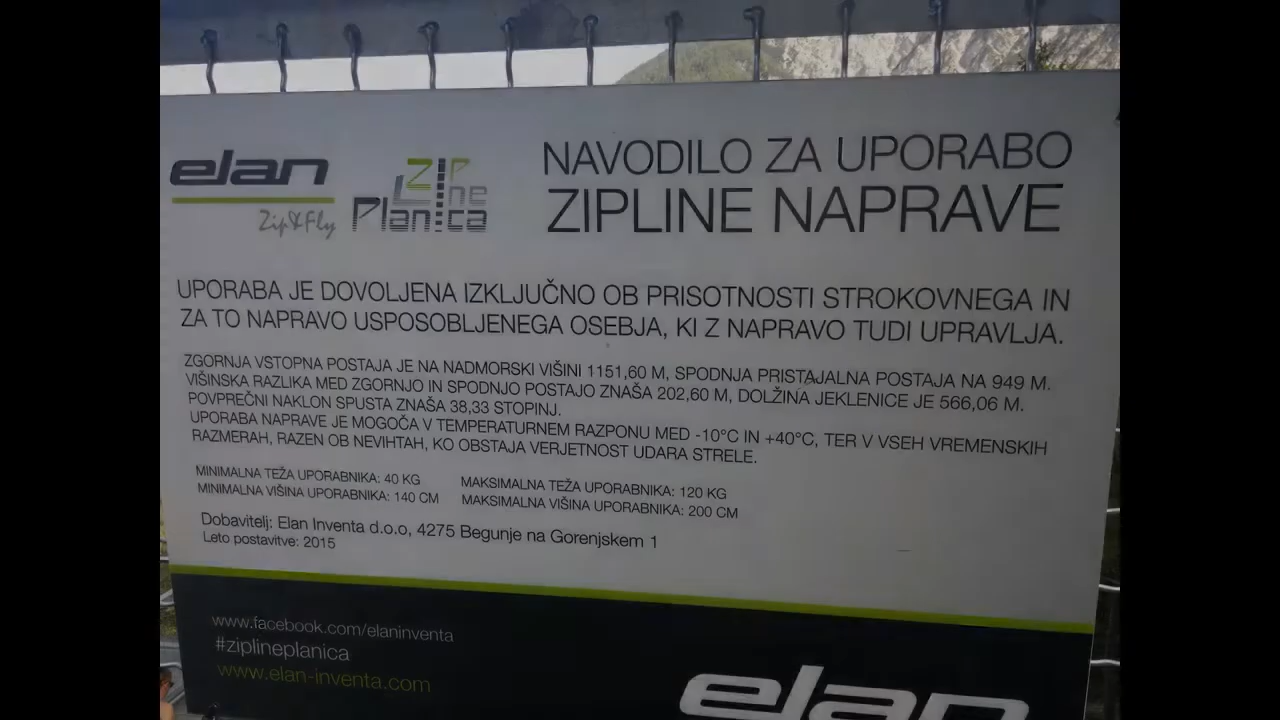 elan
Zip&Fly
ZIP
Line
Planica
NAVODILO ZA UPORABO
ZIPLINE NAPRAVE
UPORABA JE DOVOLJENA IZKLJUČNO OB PRISOTNOSTI STROKOVNEGA IN
ZA TO NAPRAVO USPOSOBLJENEGA OSEBJA, KI Z NAPRAVO TUDI UPRAVLJA.
ZGORNJA VSTOPNA POSTAJA JE NA NADMORSKI VIŠINI 1151,60 M, SPODNJA PRISTAJALNA POSTAJA NA 949 M.
VIŠINSKA RAZLIKA MED ZGORNJO IN SPODNJO POSTAJO ZNAŠA 202,60 M, DOLŽINA JEKLENICE JE 566,06 M.
POVPREČNI NAKLON SPUSTA ZNAŠA 38,33 STOPINJ.
UPORABA NAPRAVE JE MOGOČA V TEMPERATURNEM RAZPONU MED -10°C IN +40°C, TER V VSEH VREMENSKIH
RAZMERAH, RAZEN OB NEVIHTAH, KO OBSTAJA VERJETNOST UDARA STRELE.
MINIMALNA TEŽA UPORABNIKA: 40 KG MAKSIMALNA TEŽA UPORABNIKA: 120 KG
MINIMALNA VIŠINA UPORABNIKA: 140 CM MAKSIMALNA VIŠINA UPORABNIKA: 200 CM
Dobavitelj: Elan Inventa d.o.o, 4275 Begunje na Gorenjskem 1
Leto postavitve: 2015
www.facebook.com/elaninventa
#ziplineplanica
www.elan-inventa.com
elan